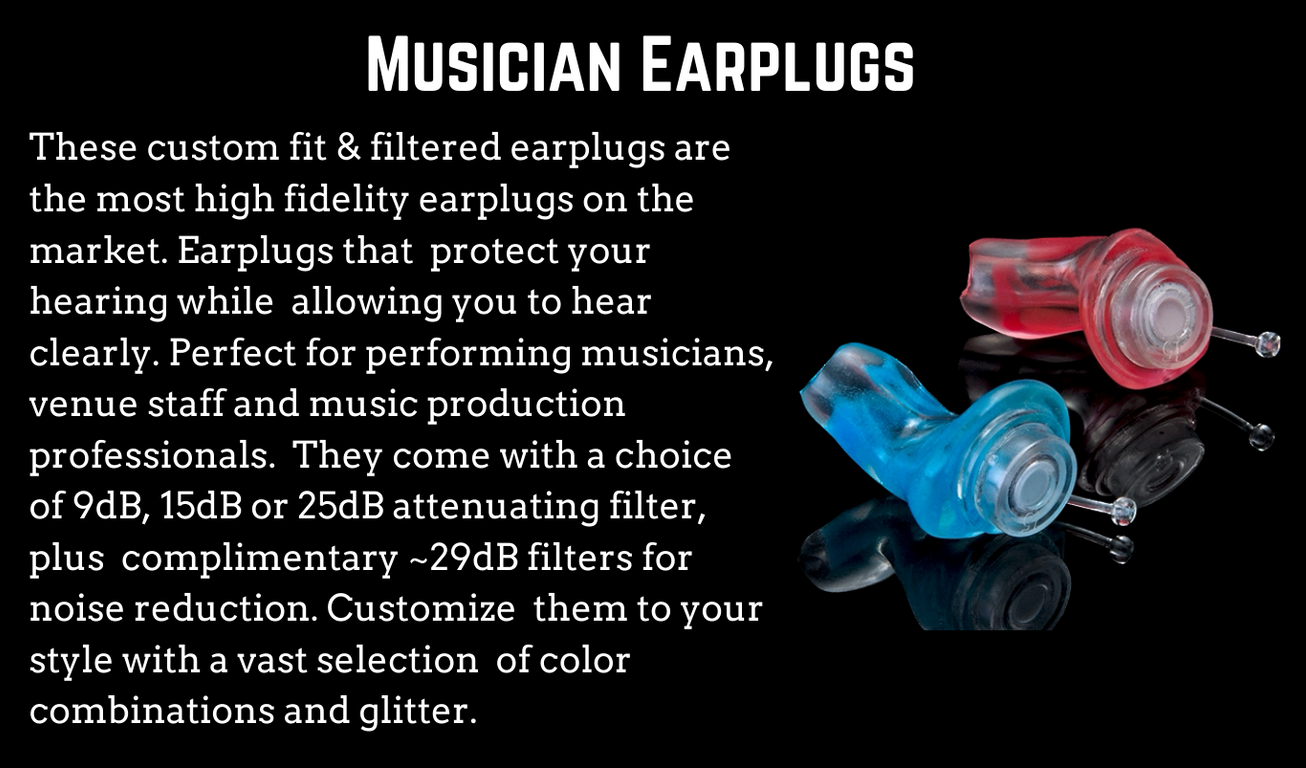 Musician Earplugs
These custom fit & filtered earplugs are
the most high fidelity earplugs on the
market. Earplugs that  protect your
hearing while  allowing you to hear
clearly. Perfect for performing musicians,
venue staff and music production
professionals.  They come with a choice
of 9dB, 15dB or 25dB attenuating filter,
plus  complimentary ~29dB filters for
noise reduction. Customize  them to your
style with a vast selection  of color
combinations and glitter.